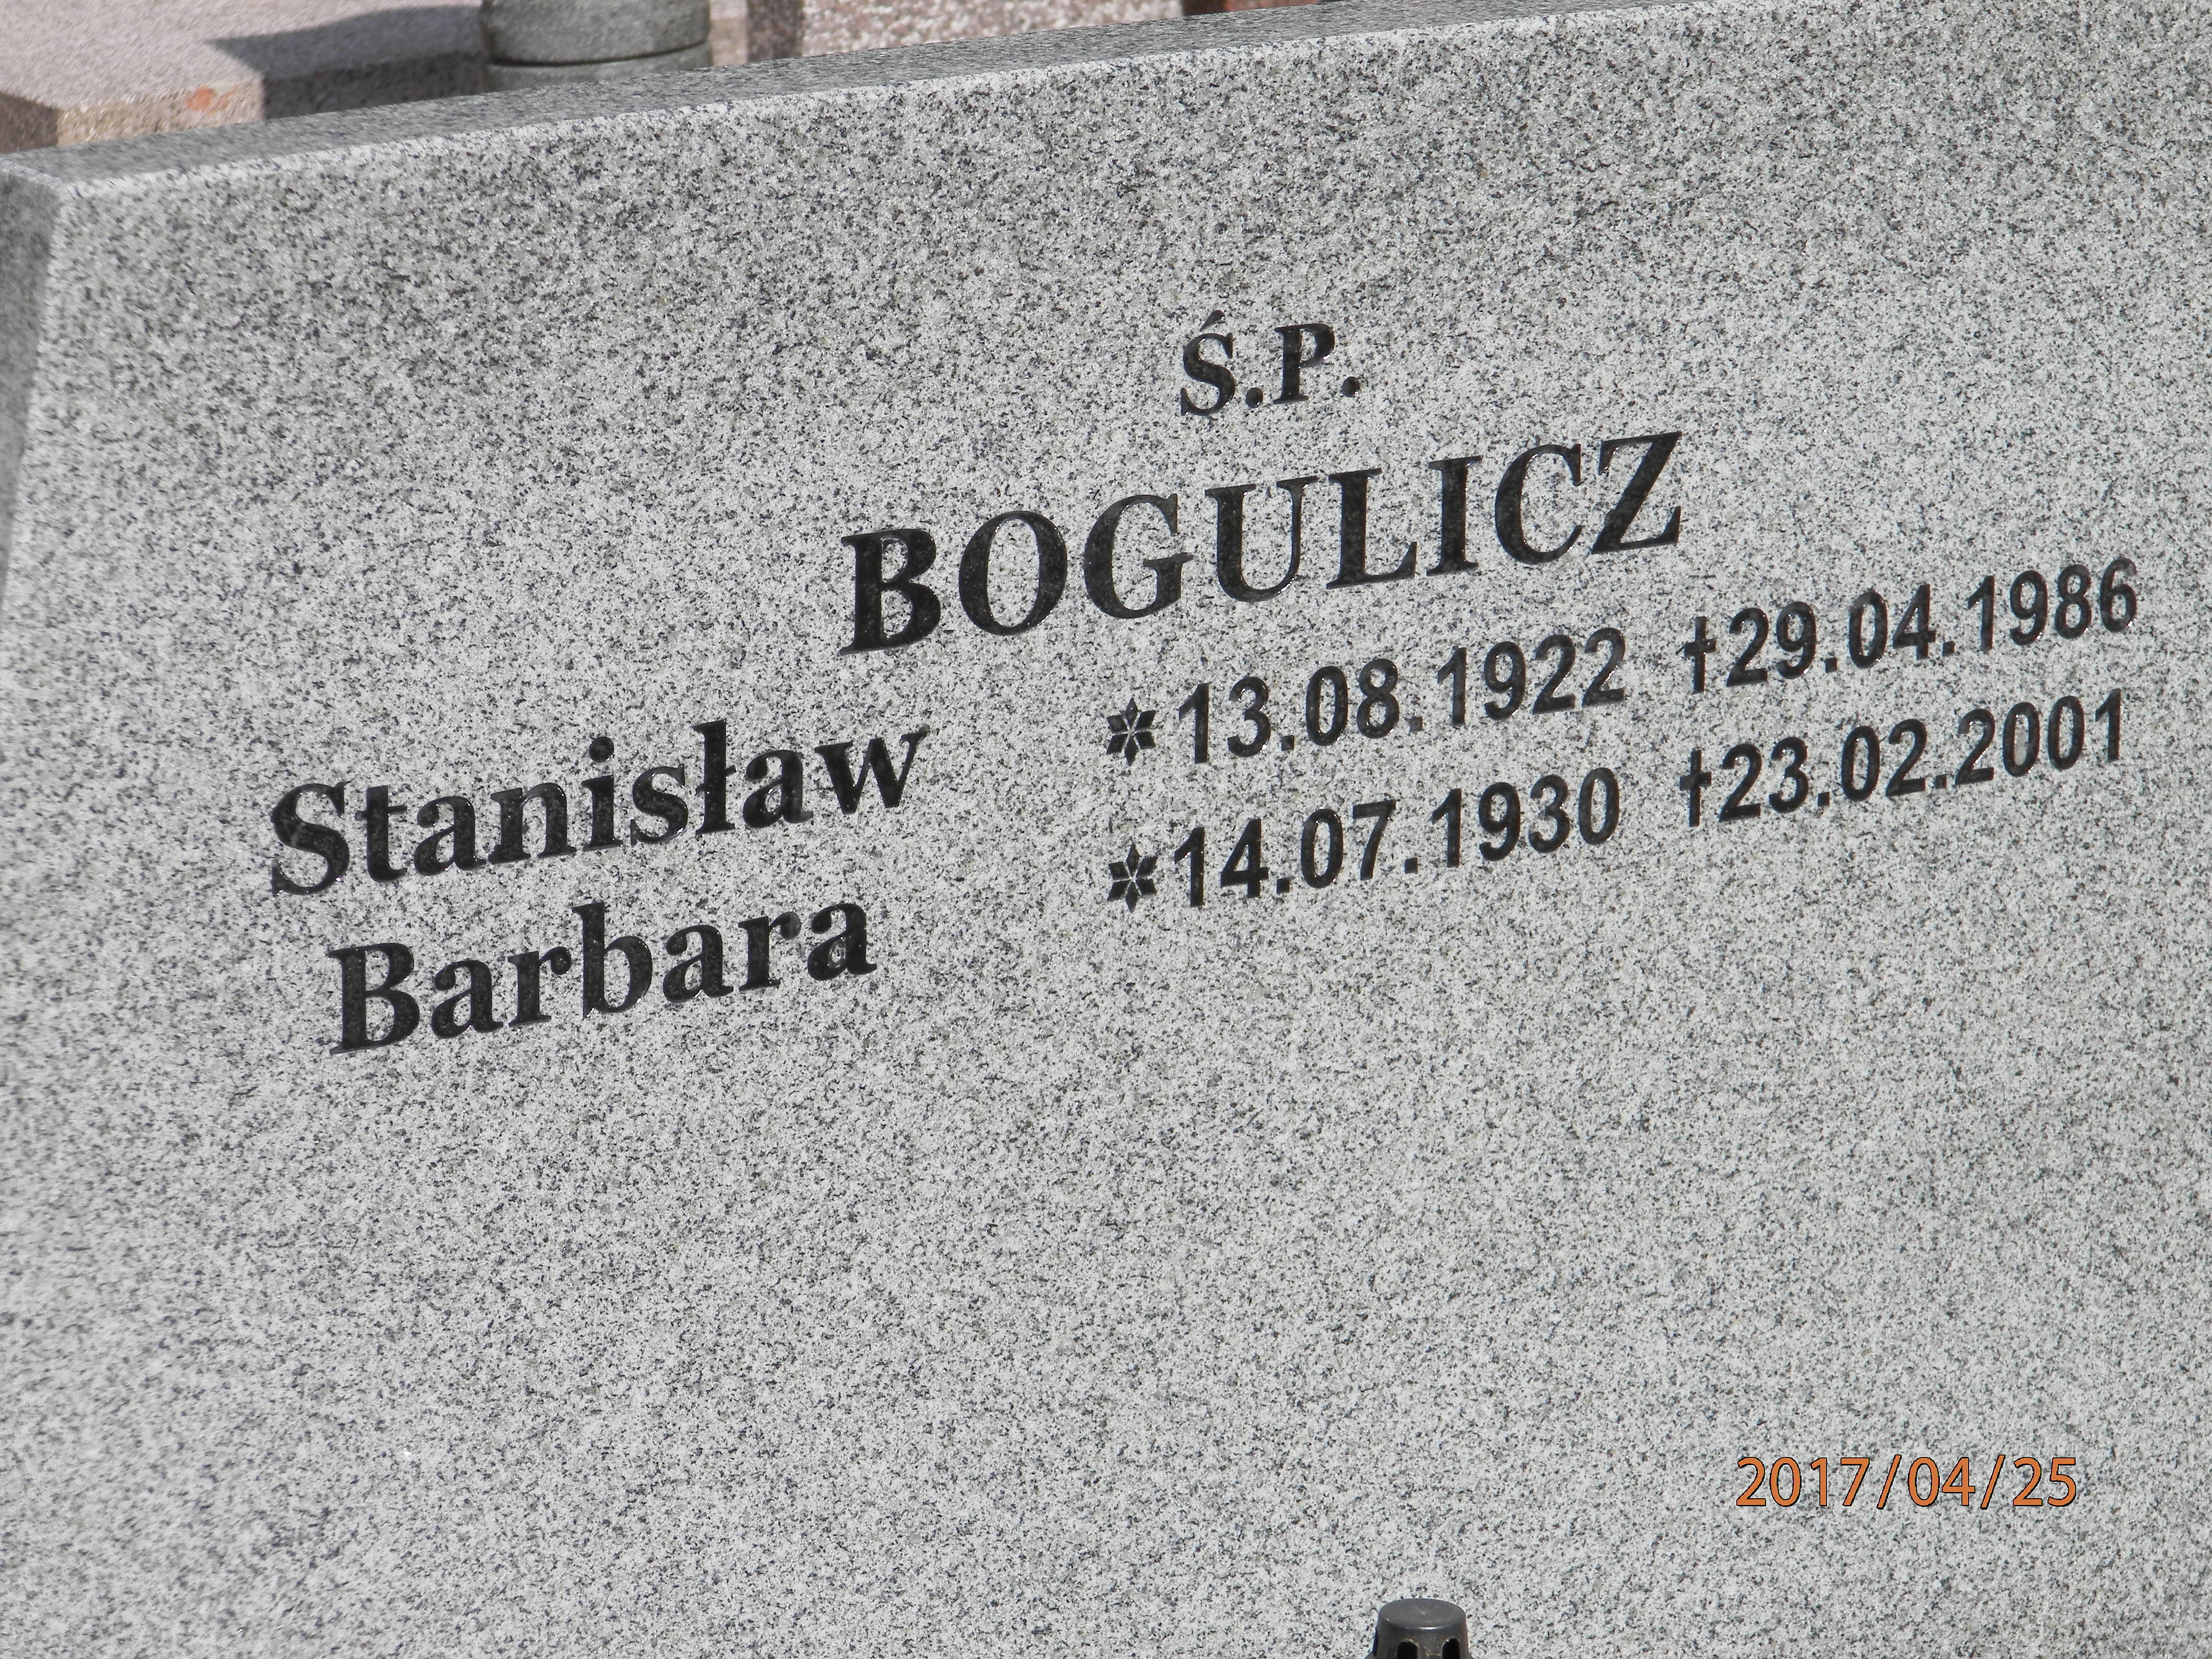 Ś.P.
BOGULICZ
Stanisław ✲13.08.1922 †29.04.1986
Barbara ✲14.07.1930 †23.02.2001
2017/04/25